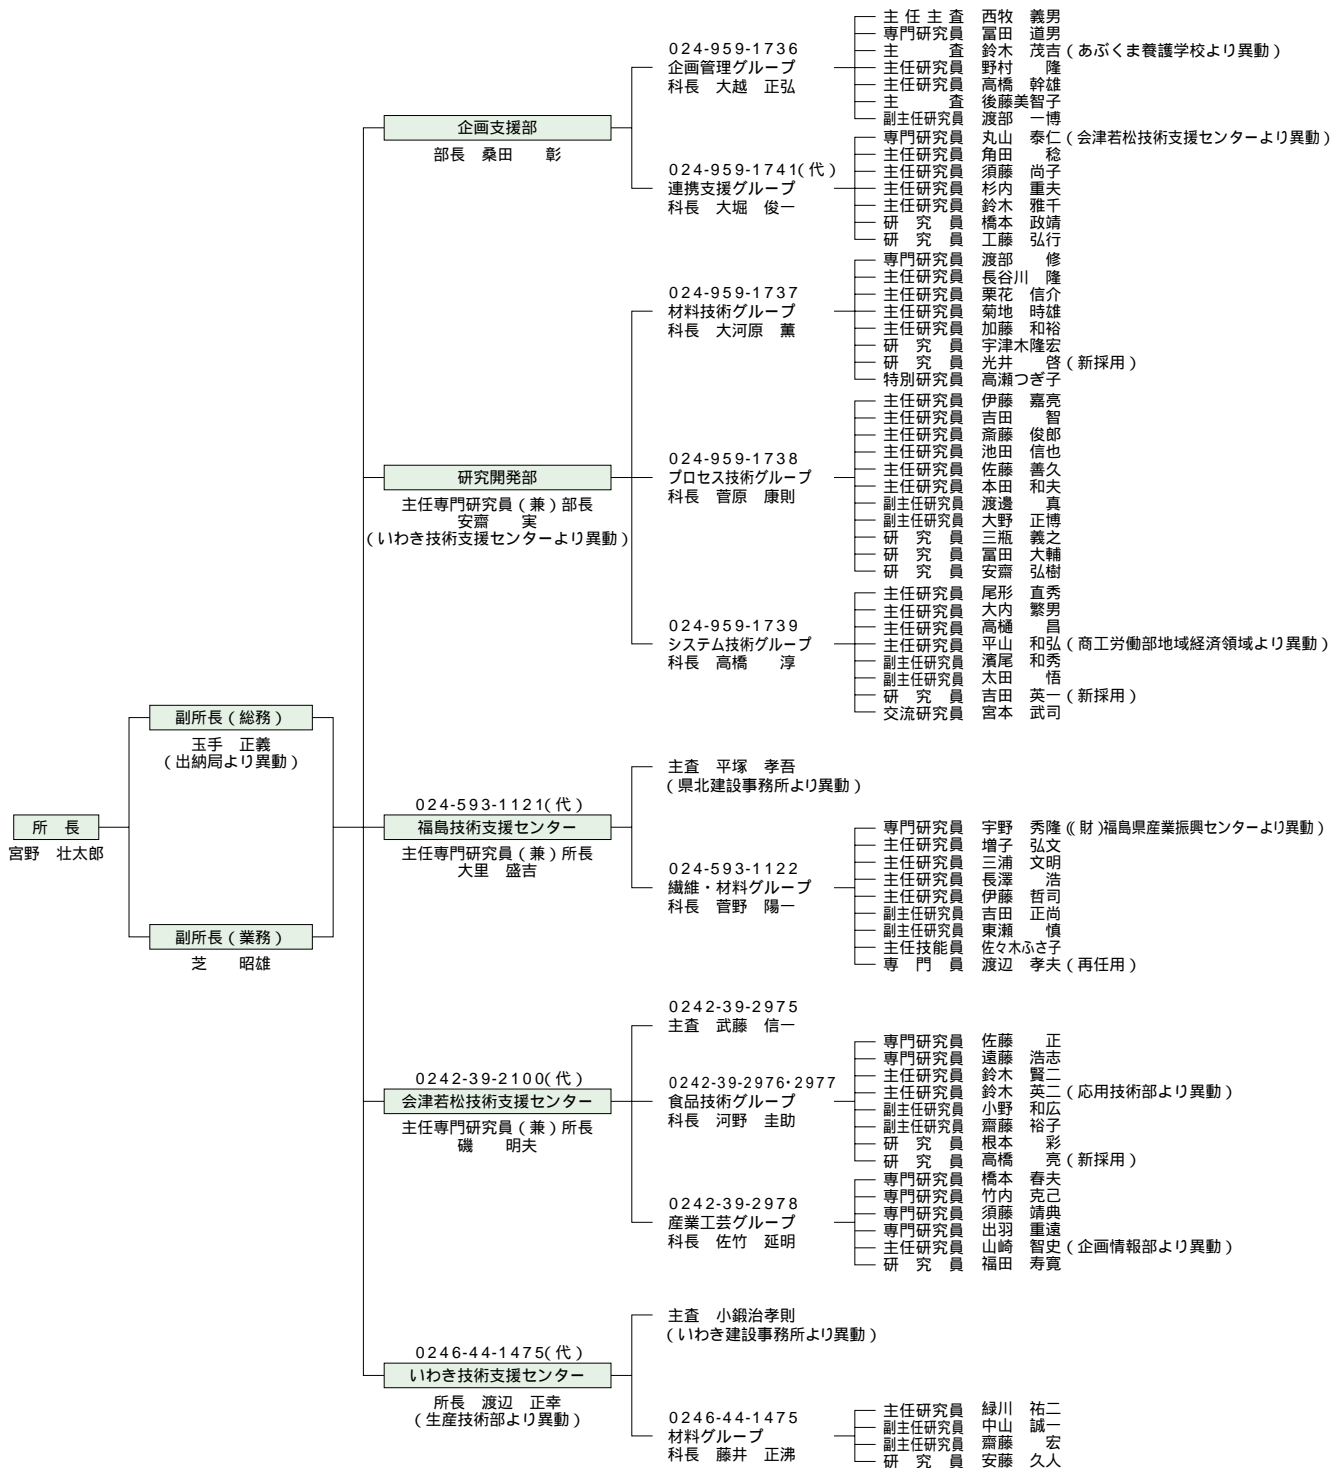 所 長
宮野 壮太郎
副所長(総務)
玉手 正義
(出納局より異動)
副所長(業務)
芝 昭雄
企画支援部
部長 桑田 彰
024-959-1736
企画管理グループ
科長 大越 正弘
主任主査 西牧 義男
専門研究員 冨田 道男
主 査 鈴木 茂吉(あぶくま養護学校より異動)
主任研究員 野村 隆
主任研究員 高橋 幹雄
主 査 後藤美智子
副主任研究員 渡部 一博
024-959-1741(代)
連携支援グループ
科長 大堀 俊一
専門研究員 丸山 泰仁(会津若松技術支援センターより異動)
主任研究員 角田 稔
主任研究員 須藤 尚子
主任研究員 杉内 重夫
主任研究員 鈴木 雅千
研 究 員 橋本 政靖
研 究 員 工藤 弘行
研究開発部
主任専門研究員(兼)部長
安齋 実
(いわき技術支援センターより異動)
024-959-1737
材料技術グループ
科長 大河原 薫
専門研究員 渡部 修
主任研究員 長谷川 隆
主任研究員 栗花 信介
主任研究員 菊地 時雄
主任研究員 加藤 和裕
研 究 員 宇津木隆宏
研 究 員 光井 啓(新採用)
特別研究員 高瀬つぎ子
024-959-1738
プロセス技術グループ
科長 菅原 康則
主任研究員 伊藤 嘉亮
主任研究員 吉田 智
主任研究員 斎藤 俊郎
主任研究員 池田 信也
主任研究員 佐藤 善久
主任研究員 本田 和夫
副主任研究員 渡邊 真
副主任研究員 大野 正博
研 究 員 三瓶 義之
研 究 員 冨田 大輔
研 究 員 安齋 弘樹
024-959-1739
システム技術グループ
科長 高橋 淳
主任研究員 尾形 直秀
主任研究員 大内 繁男
主任研究員 高樋 昌
主任研究員 平山 和弘(商工労働部地域経済領域より異動)
副主任研究員 濱尾 和秀
副主任研究員 太田 悟
研 究 員 吉田 英一(新採用)
交流研究員 宮本 武司
024-593-1121(代)
福島技術支援センター
主任専門研究員(兼)所長
大里 盛吉
主査 平塚 孝吾
(県北建設事務所より異動)
024-593-1122
繊維・材料グループ
科長 菅野 陽一
専門研究員 宇野 秀隆((財)福島県産業振興センターより異動)
主任研究員 増子 弘文
主任研究員 三浦 文明
主任研究員 長澤 浩
主任研究員 伊藤 哲司
副主任研究員 吉田 正尚
副主任研究員 東瀬 慎
主任技能員 佐々木ふさ子
専 門 員 渡辺 孝夫(再任用)
0242-39-2100(代)
会津若松技術支援センター
主任専門研究員(兼)所長
磯 明夫
0242-39-2975
主査 武藤 信一
0242-39-2976・2977
食品技術グループ
科長 河野 圭助
専門研究員 佐藤 正
専門研究員 遠藤 浩志
主任研究員 鈴木 賢二
主任研究員 鈴木 英二(応用技術部より異動)
副主任研究員 小野 和広
副主任研究員 齋藤 裕子
研 究 員 根本 彩
研 究 員 高橋 亮(新採用)
0242-39-2978
産業工芸グループ
科長 佐竹 延明
専門研究員 橋本 春夫
専門研究員 竹内 克己
専門研究員 須藤 靖典
専門研究員 出羽 重遠
主任研究員 山崎 智史(企画情報部より異動)
研 究 員 福田 寿寛
0246-44-1475(代)
いわき技術支援センター
所長 渡辺 正幸
(生産技術部より異動)
主査 小鍛治孝則
(いわき建設事務所より異動)
0246-44-1475
材料グループ
科長 藤井 正沸
主任研究員 緑川 祐二
副主任研究員 中山 誠一
副主任研究員 齋藤 宏
研 究 員 安藤 久人